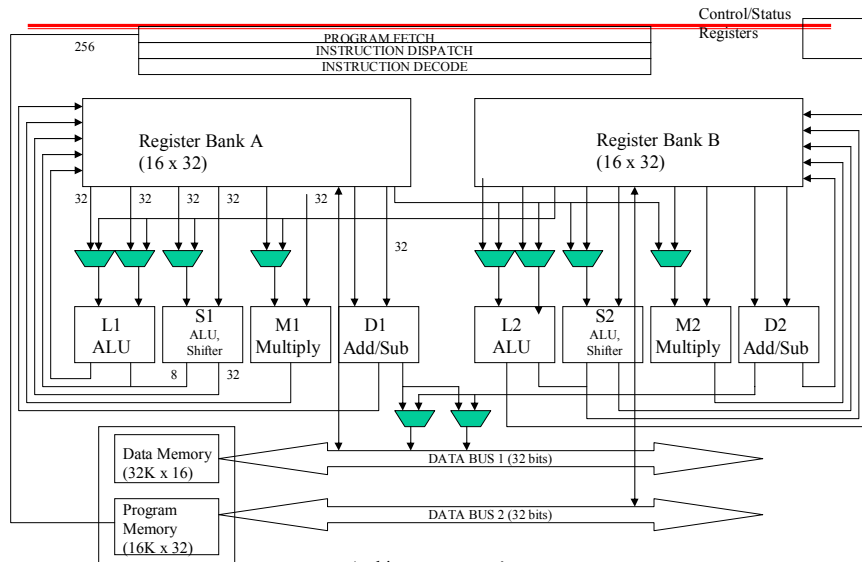 Control/Status
Registers
256
PROGRAM FETCH
INSTRUCTION DISPATCH
INSTRUCTION DECODE
Register Bank A
(16 x 32)
Register Bank B
(16 x 32)
32
32
32
32
32
32
L1
ALU
S1
ALU,
Shifter
M1
Multiply
D1
Add/Sub
L2
ALU
S2
ALU,
Shifter
M2
Multiply
D2
Add/Sub
8
32
Data Memory
(32K x 16)
DATA BUS 1 (32 bits)
Program
Memory
(16K x 32)
DATA BUS 2 (32 bits)